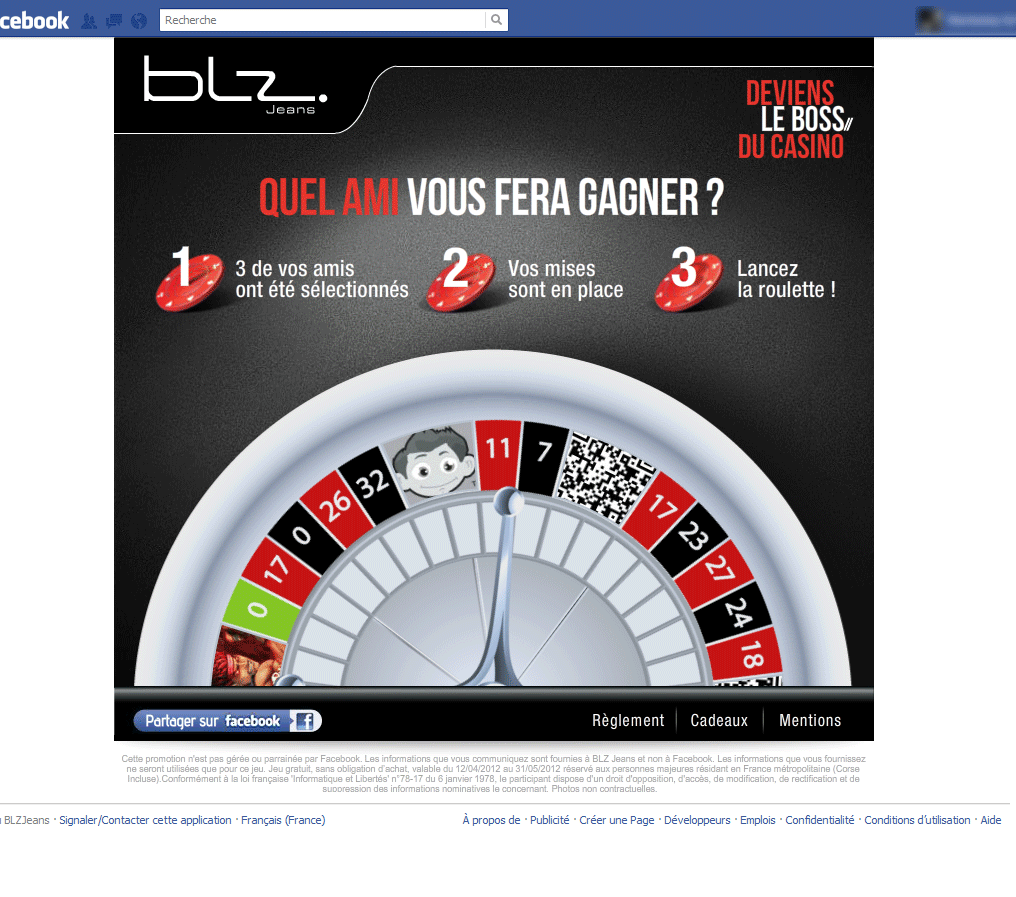 cebook
Recherche
blz.
Jeans
DEVIENS
LE BOSS//
DU CASINO
QUEL AMI VOUS FERA GAGNER ?
1
3 de vos amis
ont été sélectionnés
2
Vos mises
sont en place
3
Lancez
la roulette !
0
17
0
26
32
11
7
17
23
27
24
18
Partager sur facebook f
Règlement
Cadeaux
Mentions
Cette promotion n'est pas gérée ou parrainée par Facebook. Les informations que vous communiquez sont fournies à BLZ Jeans et non à Facebook. Les informations que vous fournissez
ne seront utilisées que pour ce jeu. Jeu gratuit, sans obligation d'achat, valable du 12/04/2012 au 31/05/2012 réservé aux personnes majeures résidant en France métropolitaine (Corse
Incluse).Conformément à la loi française 'Informatique et Libertés' n°78-17 du 6 janvier 1978, le participant dispose d'un droit d'opposition, d'accès, de modification, de rectification et de
suppression des informations nominatives le concernant. Photos non contractuelles.
BLZJeans · Signaler/Contacter cette application · Français (France)
À propos de · Publicité · Créer une Page · Développeurs · Emplois · Confidentialité · Conditions d'utilisation · Aide